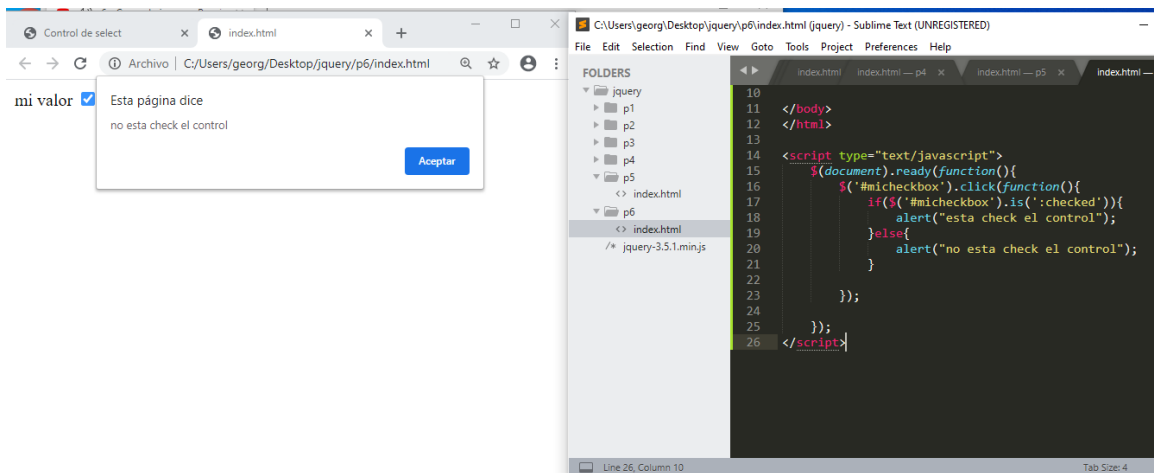 Control de select
index.html
Archivo | C:/Users/georg/Desktop/jquery/p6/index.html
mi valor
Esta página dice
no esta check el control
Aceptar
C:\Users\georg\Desktop\jquery\p6\index.html (jquery) - Sublime Text (UNREGISTERED)
File Edit Selection Find View Goto Tools Project Preferences Help
FOLDERS
jquery
p1
p2
p3
p4
p5
<> index.html
p6
<> index.html
/* jquery-3.5.1.min.js
index.html index.html — p4 × index.html — p5 × index.html —
10
11 </body>
12 </html>
13
14 <script type="text/javascript">
15 $(document).ready(function(){
16 $('#micheckbox').click(function(){
17 if($('#micheckbox').is(':checked')){
18 alert("esta check el control");
19 }else{
20 alert("no esta check el control");
21 }
22
23 });
24
25 });
26 </script>
Line 26, Column 10
Tab Size: 4